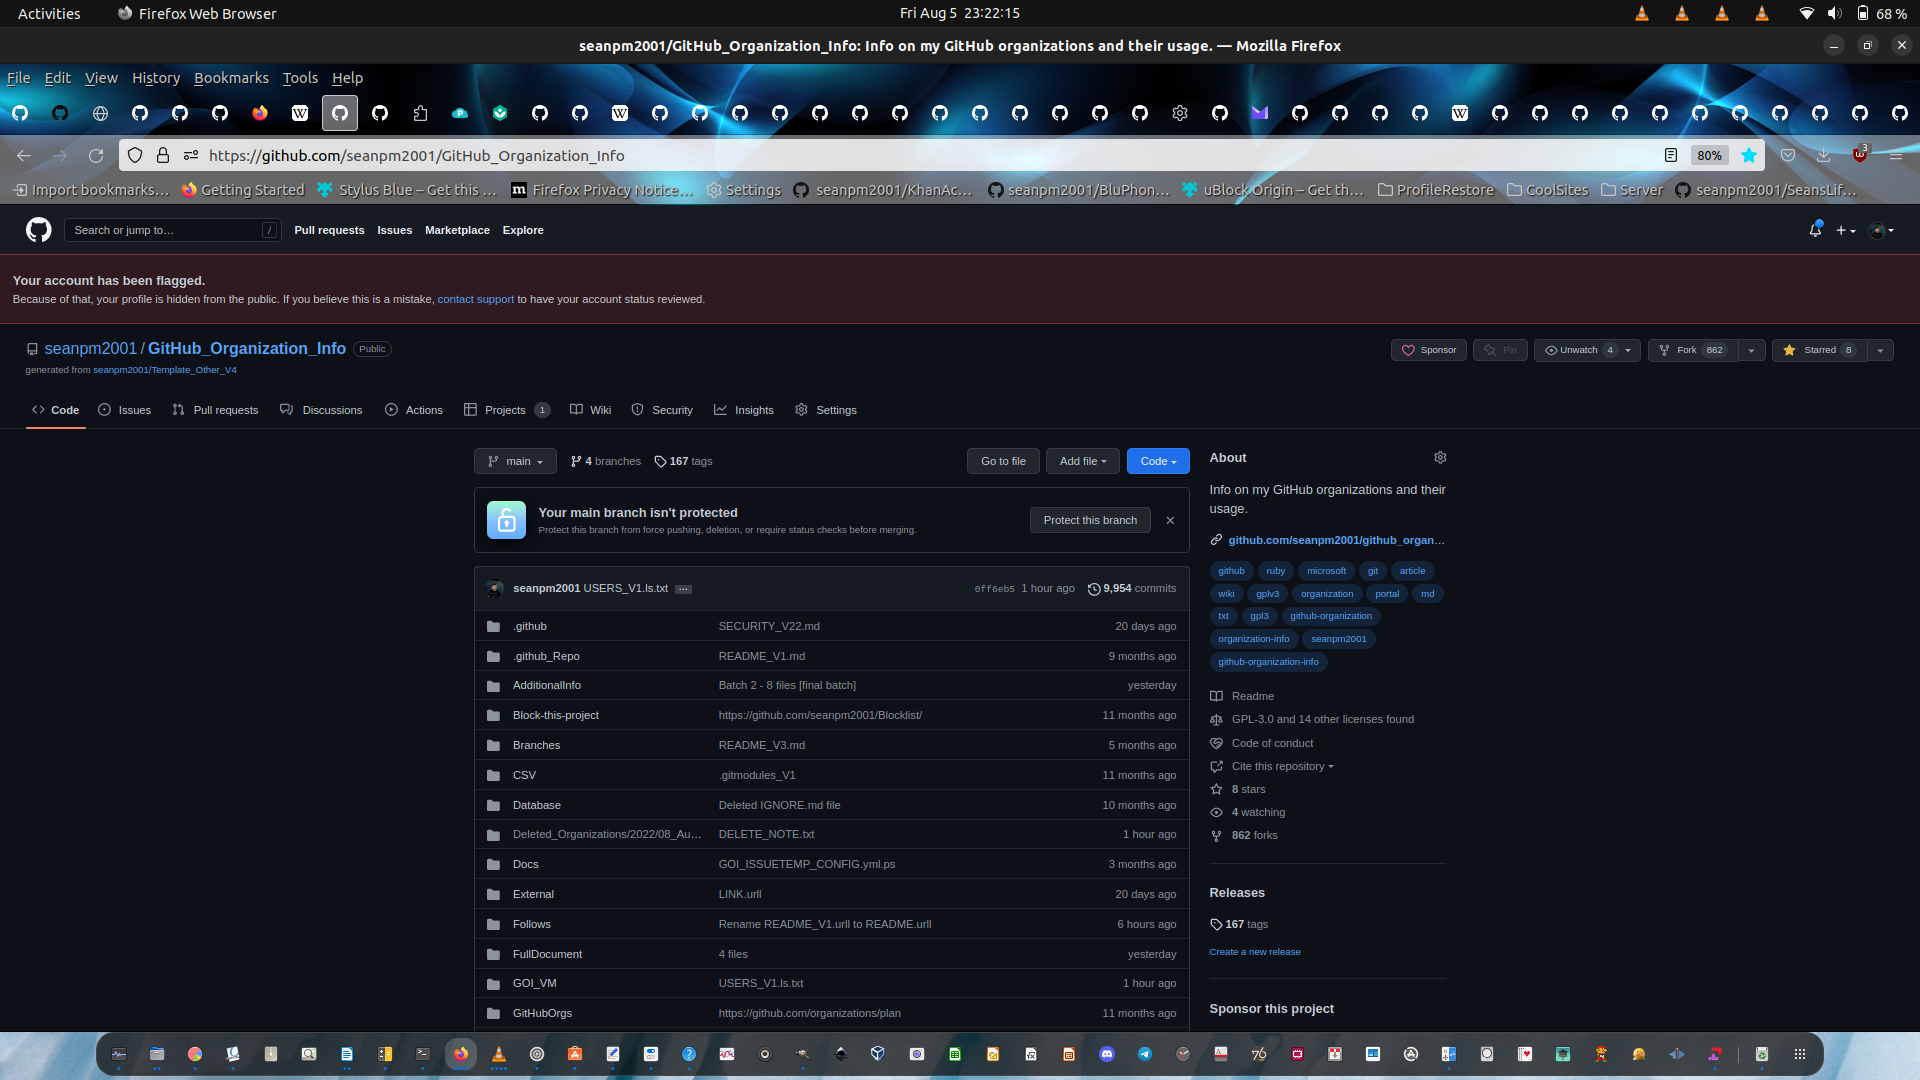 Activities Firefox Web Browser Fri Aug 5 23:22:15 68 %
seanpm2001/GitHub_Organization_Info: Info on my GitHub organizations and their usage. — Mozilla Firefox
File Edit View History Bookmarks Tools Help
https://github.com/seanpm2001/GitHub_Organization_Info 80% 3
Import bookmarks… Getting Started Stylus Blue – Get this … Firefox Privacy Notice… Settings seanpm2001/KhanAc… seanpm2001/BluPhon… uBlock Origin – Get th… ProfileRestore CoolSites Server seanpm2001/SeansLif…
Search or jump to… / Pull requests Issues Marketplace Explore
Your account has been flagged.
Because of that, your profile is hidden from the public. If you believe this is a mistake, contact support to have your account status reviewed.
seanpm2001 / GitHub_Organization_Info Public Sponsor Pin Unwatch 4 Fork 862 Starred 8
generated from seanpm2001/Template_Other_V4
Code Issues Pull requests Discussions Actions Projects 1 Wiki Security Insights Settings
main 4 branches 167 tags Go to file Add file Code
Your main branch isn't protected
Protect this branch from force pushing, deletion, or require status checks before merging.
Protect this branch
seanpm2001 USERS_V1.ls.txt … 0ff6eb5 1 hour ago 9,954 commits
.github SECURITY_V22.md 20 days ago
.github_Repo README_V1.md 9 months ago
AdditionalInfo Batch 2 - 8 files [final batch] yesterday
Block-this-project https://github.com/seanpm2001/Blocklist/ 11 months ago
Branches README_V3.md 5 months ago
CSV .gitmodules_V1 11 months ago
Database Deleted IGNORE.md file 10 months ago
Deleted_Organizations/2022/08_Au… DELETE_NOTE.txt 1 hour ago
Docs GOI_ISSUETEMP_CONFIG.yml.ps 3 months ago
External LINK.urll 20 days ago
Follows Rename README_V1.urll to README.urll 6 hours ago
FullDocument 4 files yesterday
GOI_VM USERS_V1.ls.txt 1 hour ago
GitHubOrgs https://github.com/organizations/plan 11 months ago
About
Info on my GitHub organizations and their
usage.
github.com/seanpm2001/github_organ…
github ruby microsoft git article
wiki gplv3 organization portal md
txt gpl3 github-organization
organization-info seanpm2001
github-organization-info
Readme
GPL-3.0 and 14 other licenses found
Code of conduct
Cite this repository
8 stars
4 watching
862 forks
Releases
167 tags
Create a new release
Sponsor this project